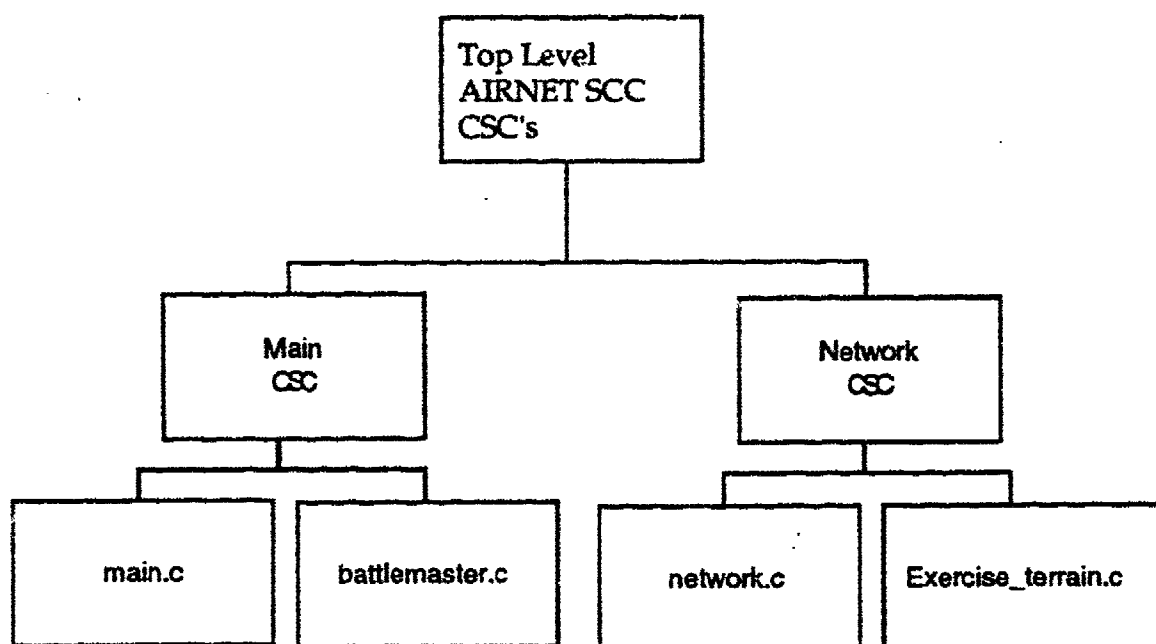 Top Level
AIRNET SCC
CSC's
Main
CSC
Network
CSC
main.c
battlemaster.c
network.c
Exercise_terrain.c